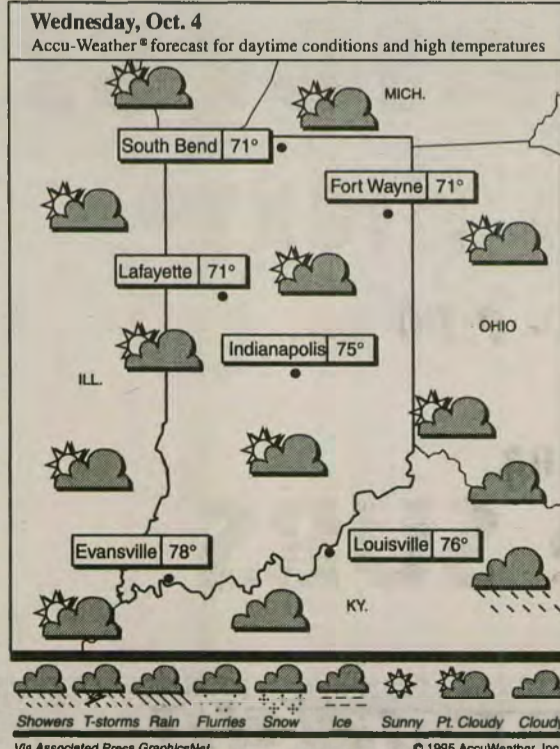 Wednesday, Oct. 4
Accu-Weather® forecast for daytime conditions and high temperatures
MICH.
South Bend 71°
Fort Wayne 71°
Lafayette 71°
OHIO
Indianapolis 75°
ILL.
Evansville 78°
Louisville 76°
KY.
Showers T-storms Rain Flurries Snow Ice Sunny Pt. Cloudy Cloudy
Via Associated Press GraphicsNet
© 1995 AccuWeather, Inc